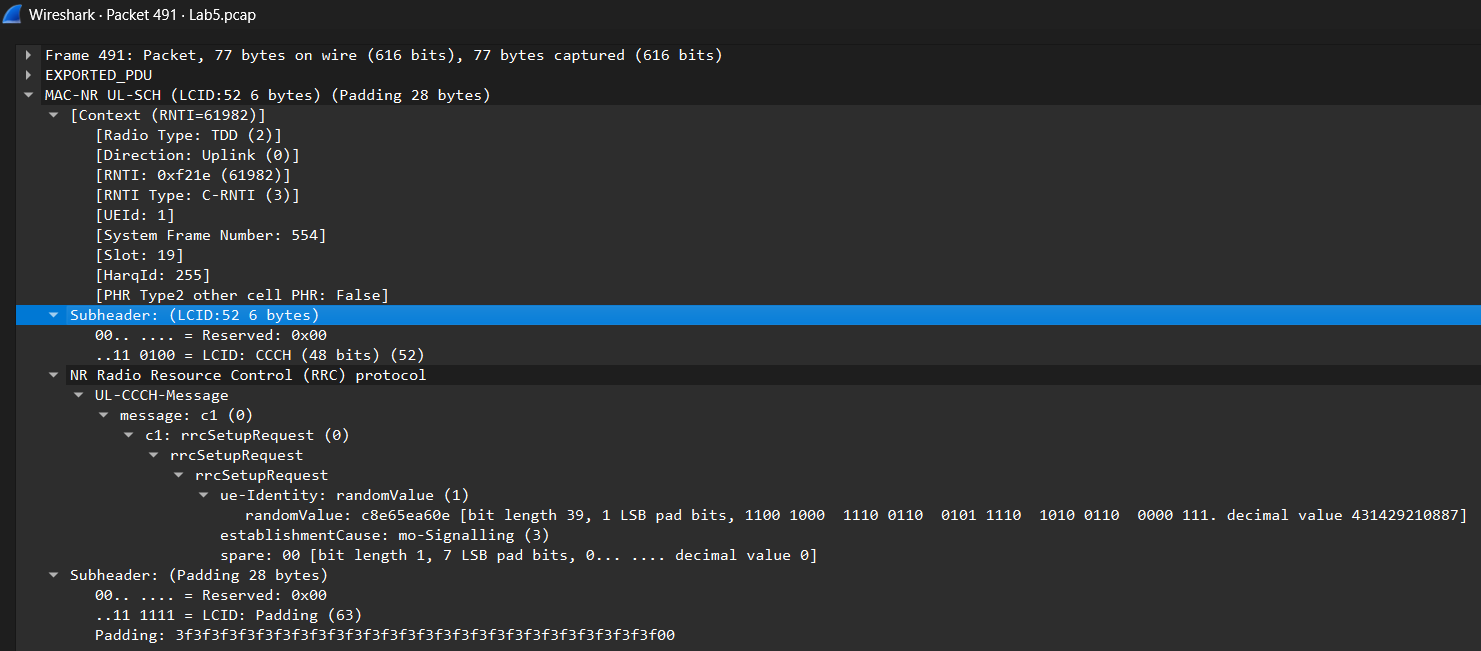 Wireshark · Packet 491 · Lab5.pcap
Frame 491: Packet, 77 bytes on wire (616 bits), 77 bytes captured (616 bits)
EXPORTED_PDU
MAC-NR UL-SCH (LCID:52 6 bytes) (Padding 28 bytes)
[Context (RNTI=61982)]
[Radio Type: TDD (2)]
[Direction: Uplink (0)]
[RNTI: 0xf21e (61982)]
[RNTI Type: C-RNTI (3)]
[UEId: 1]
[System Frame Number: 554]
[Slot: 19]
[HarqId: 255]
[PHR Type2 other cell PHR: False]
Subheader: (LCID:52 6 bytes)
00.. .... = Reserved: 0x00
..11 0100 = LCID: CCCH (48 bits) (52)
NR Radio Resource Control (RRC) protocol
UL-CCCH-Message
message: c1 (0)
c1: rrcSetupRequest (0)
rrcSetupRequest
rrcSetupRequest
ue-Identity: randomValue (1)
randomValue: c8e65ea60e [bit length 39, 1 LSB pad bits, 1100 1000  1110 0110  0101 1110  1010 0110  0000 111. decimal value 431429210887]
establishmentCause: mo-Signalling (3)
spare: 00 [bit length 1, 7 LSB pad bits, 0... .... decimal value 0]
Subheader: (Padding 28 bytes)
00.. .... = Reserved: 0x00
..11 1111 = LCID: Padding (63)
Padding: 3f3f3f3f3f3f3f3f3f3f3f3f3f3f3f3f3f3f3f3f3f3f3f3f3f3f3f00